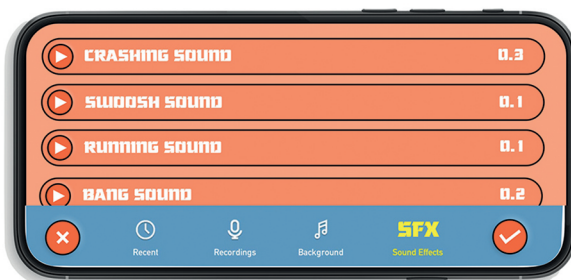 CRASHING SOUND 0.3
SWOOSH SOUND 0.1
RUNNING SOUND 0.1
BANG SOUND 0.2
SFX
Recent Recordings Background Sound Effects